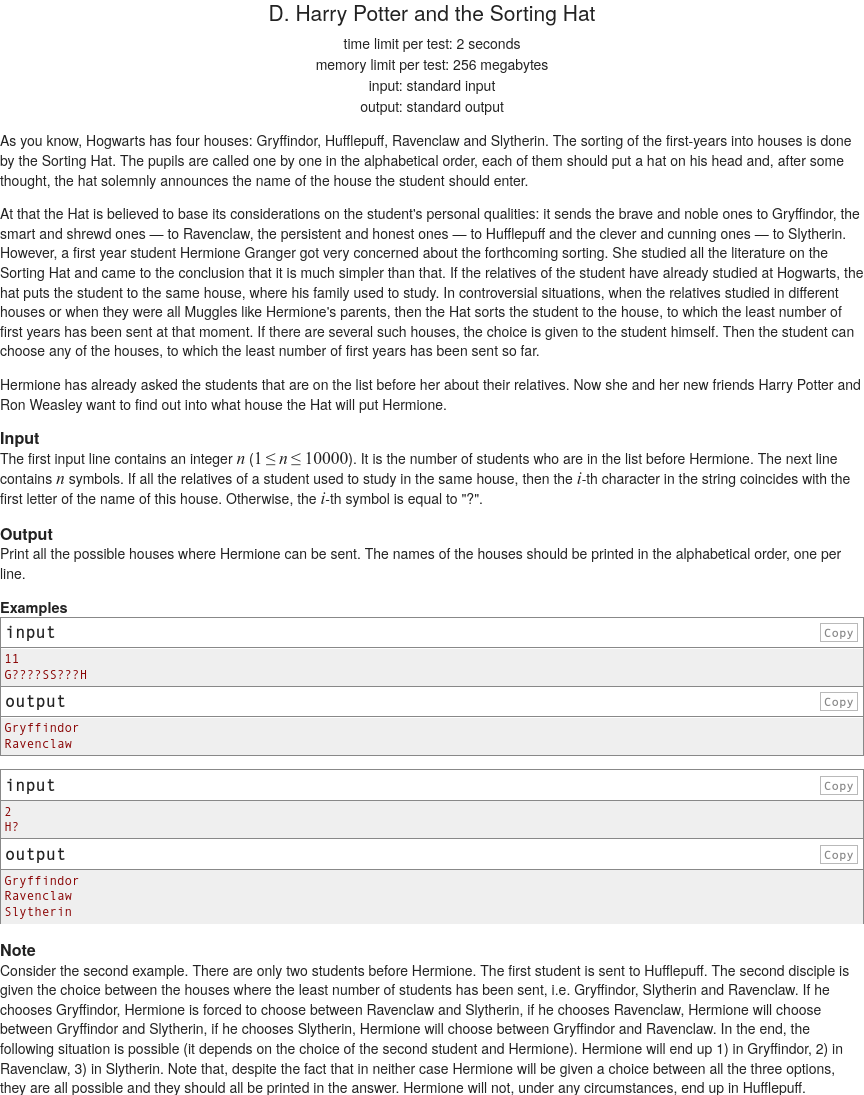 D. Harry Potter and the Sorting Hat
time limit per test: 2 seconds
memory limit per test: 256 megabytes
input: standard input
output: standard output
As you know, Hogwarts has four houses: Gryffindor, Hufflepuff, Ravenclaw and Slytherin. The sorting of the first-years into houses is done
by the Sorting Hat. The pupils are called one by one in the alphabetical order, each of them should put a hat on his head and, after some
thought, the hat solemnly announces the name of the house the student should enter.
At that the Hat is believed to base its considerations on the student's personal qualities: it sends the brave and noble ones to Gryffindor, the
smart and shrewd ones — to Ravenclaw, the persistent and honest ones — to Hufflepuff and the clever and cunning ones — to Slytherin.
However, a first year student Hermione Granger got very concerned about the forthcoming sorting. She studied all the literature on the
Sorting Hat and came to the conclusion that it is much simpler than that. If the relatives of the student have already studied at Hogwarts, the
hat puts the student to the same house, where his family used to study. In controversial situations, when the relatives studied in different
houses or when they were all Muggles like Hermione's parents, then the Hat sorts the student to the house, to which the least number of
first years has been sent at that moment. If there are several such houses, the choice is given to the student himself. Then the student can
choose any of the houses, to which the least number of first years has been sent so far.
Hermione has already asked the students that are on the list before her about their relatives. Now she and her new friends Harry Potter and
Ron Weasley want to find out into what house the Hat will put Hermione.
Input
The first input line contains an integer n (1 ≤ n ≤ 10000). It is the number of students who are in the list before Hermione. The next line
contains n symbols. If all the relatives of a student used to study in the same house, then the i-th character in the string coincides with the
first letter of the name of this house. Otherwise, the i-th symbol is equal to "?".
Output
Print all the possible houses where Hermione can be sent. The names of the houses should be printed in the alphabetical order, one per
line.
Examples
input
Copy
11
G????SS???H
output
Copy
Gryffindor
Ravenclaw
input
Copy
2
H?
output
Copy
Gryffindor
Ravenclaw
Slytherin
Note
Consider the second example. There are only two students before Hermione. The first student is sent to Hufflepuff. The second disciple is
given the choice between the houses where the least number of students has been sent, i.e. Gryffindor, Slytherin and Ravenclaw. If he
chooses Gryffindor, Hermione is forced to choose between Ravenclaw and Slytherin, if he chooses Ravenclaw, Hermione will choose
between Gryffindor and Slytherin, if he chooses Slytherin, Hermione will choose between Gryffindor and Ravenclaw. In the end, the
following situation is possible (it depends on the choice of the second student and Hermione). Hermione will end up 1) in Gryffindor, 2) in
Ravenclaw, 3) in Slytherin. Note that, despite the fact that in neither case Hermione will be given a choice between all the three options,
they are all possible and they should all be printed in the answer. Hermione will not, under any circumstances, end up in Hufflepuff.